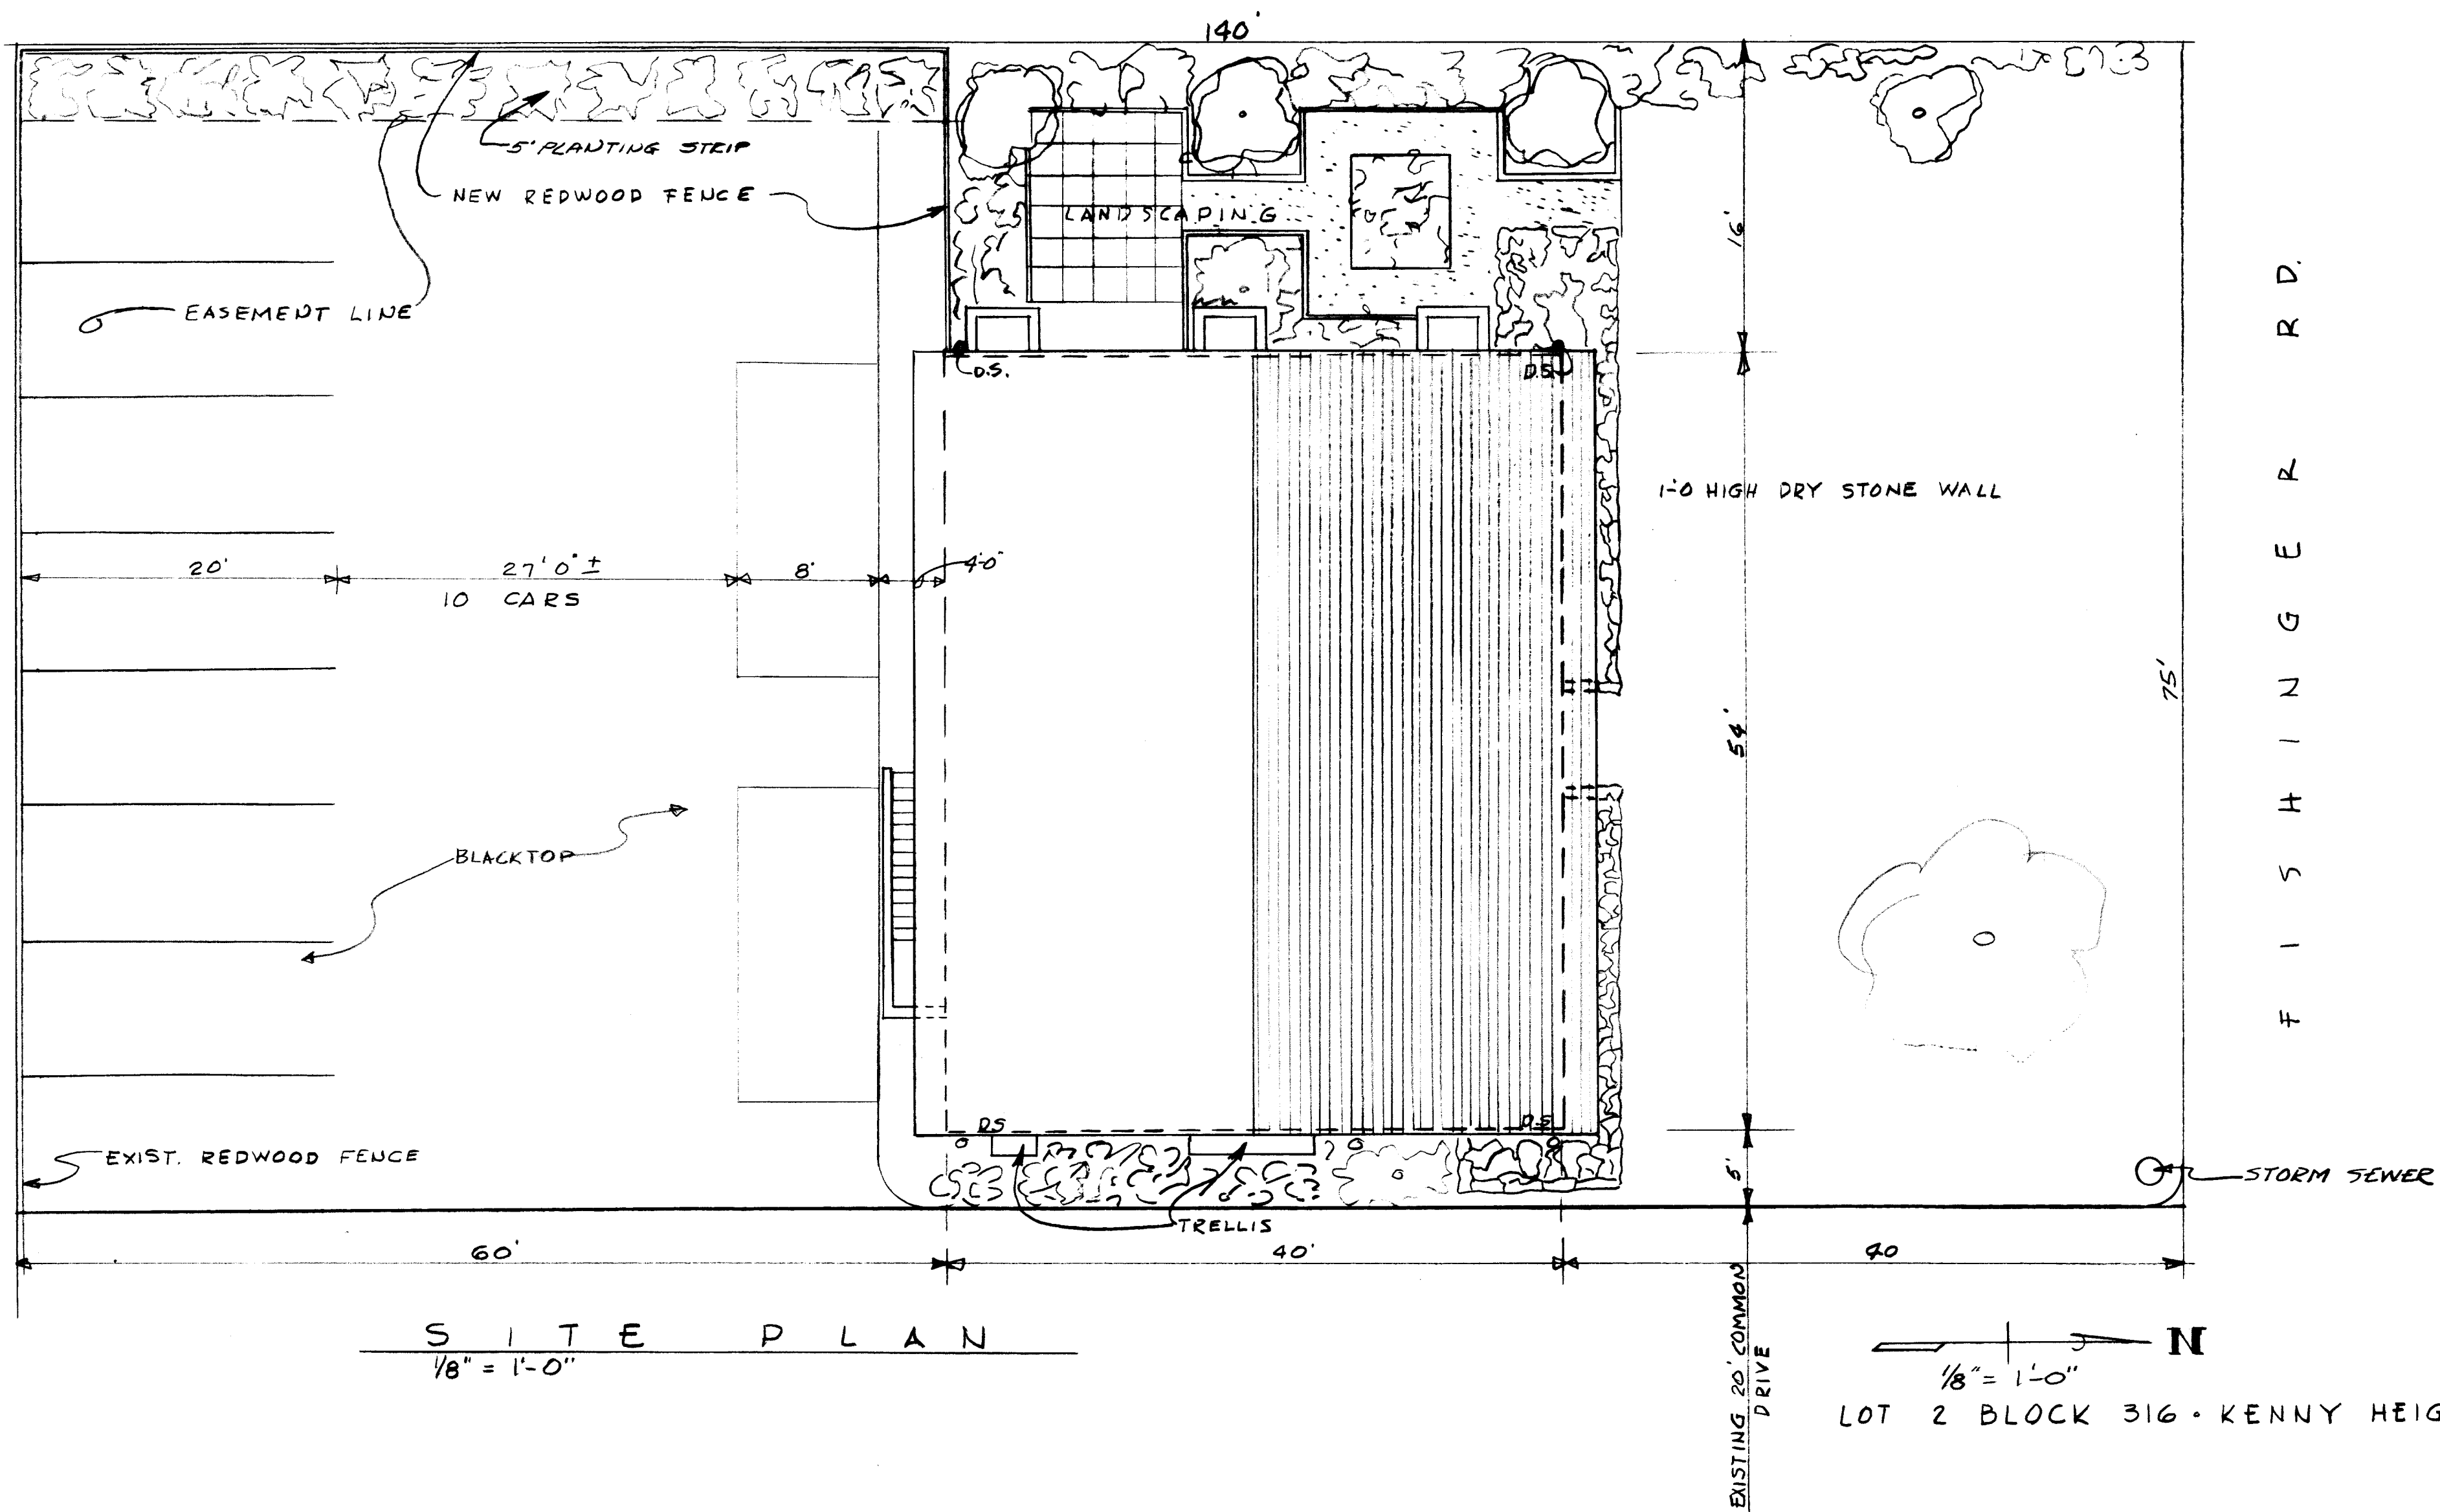 140'
5' PLANTING STRIP
NEW REDWOOD FENCE
LANDSCAPING
16'
EASEMENT LINE
D.S.
D.S.
FISHINGER RD.
1'-0 HIGH DRY STONE WALL
20'
27'0" ±
8'
4'0"
10 CARS
75'
54'
BLACKTOP
D.S
D.S
EXIST. REDWOOD FENCE
5'
STORM SEWER
TRELLIS
60'
40'
40
EXISTING 20' COMMON
DRIVE
SITE PLAN
1/8" = 1'-0"
N
1/8" = 1'-0"
LOT 2 BLOCK 316 · KENNY HEIG